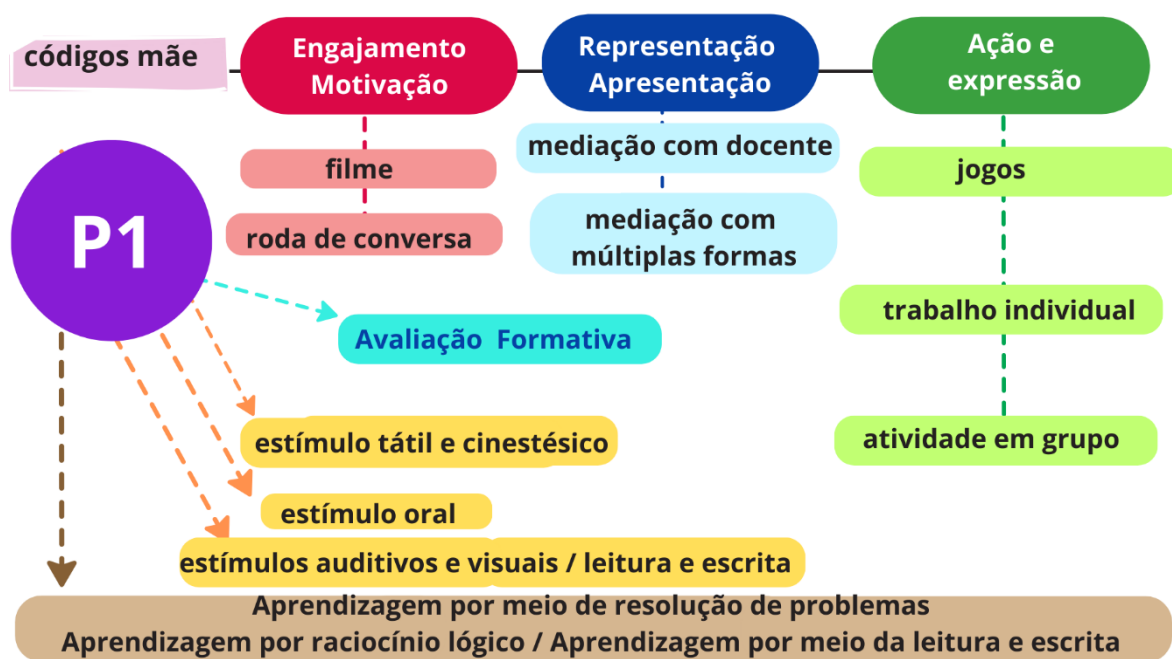 códigos mãe
Engajamento
Motivação
Representação
Apresentação
Ação e
expressão
P1
filme
roda de conversa
mediação com docente
mediação com
múltiplas formas
jogos
trabalho individual
atividade em grupo
Avaliação Formativa
estímulo tátil e cinestésico
estímulo oral
estímulos auditivos e visuais / leitura e escrita
Aprendizagem por meio de resolução de problemas
Aprendizagem por raciocínio lógico / Aprendizagem por meio da leitura e escrita